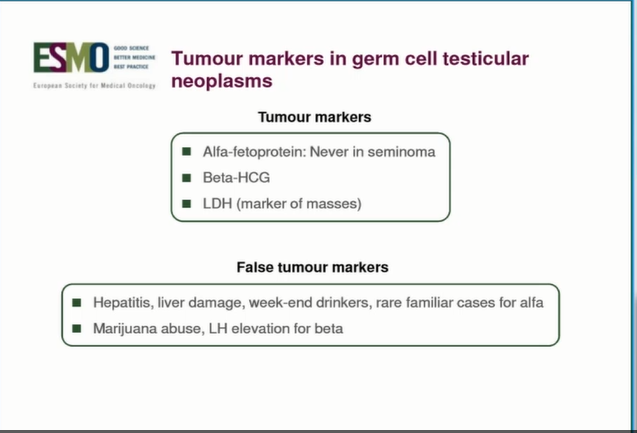 ESMO
GOOD SCIENCE
BETTER MEDICINE
BEST PRACTICE
European Society for Medical Oncology
Tumour markers in germ cell testicular
neoplasms
Tumour markers
Alfa-fetoprotein: Never in seminoma
Beta-HCG
LDH (marker of masses)
False tumour markers
Hepatitis, liver damage, week-end drinkers, rare familiar cases for alfa
Marijuana abuse, LH elevation for beta